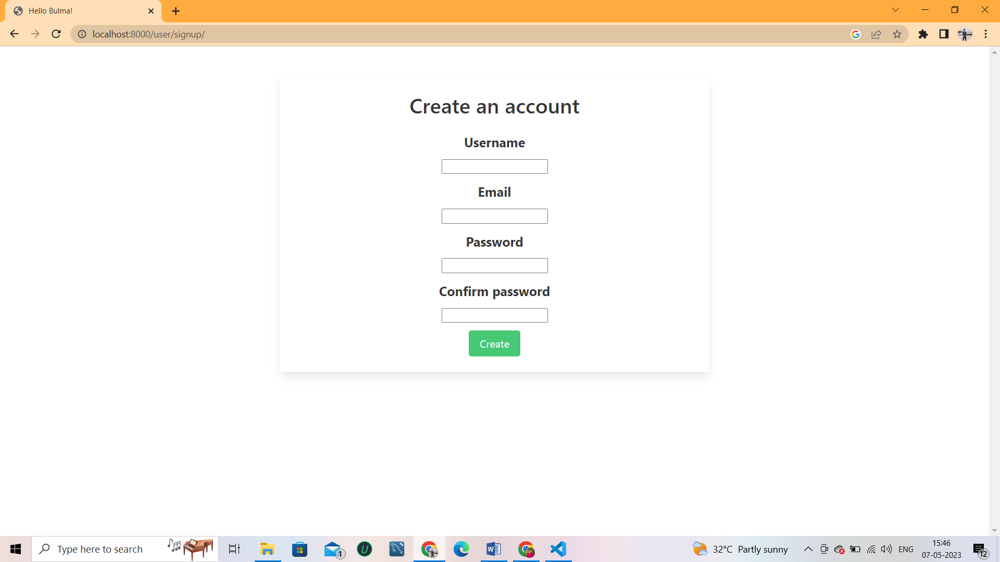 Hello Bulma!
localhost:8000/user/signup/
Create an account
Username
Email
Password
Confirm password
Create
Type here to search
1
32°C Partly sunny
ENG
15:46
07-05-2023
12